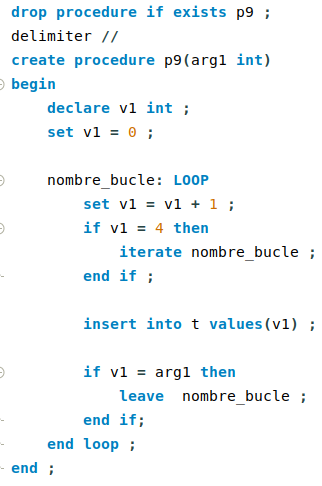 drop procedure if exists p9 ;
delimiter //
create procedure p9(arg1 int)
begin
    declare v1 int ;
    set v1 = 0 ;

    nombre_bucle: LOOP
        set v1 = v1 + 1 ;
        if v1 = 4 then
            iterate nombre_bucle ;
        end if ;

        insert into t values(v1) ;

        if v1 = arg1 then
            leave  nombre_bucle ;
        end if;
    end loop ;
end ;